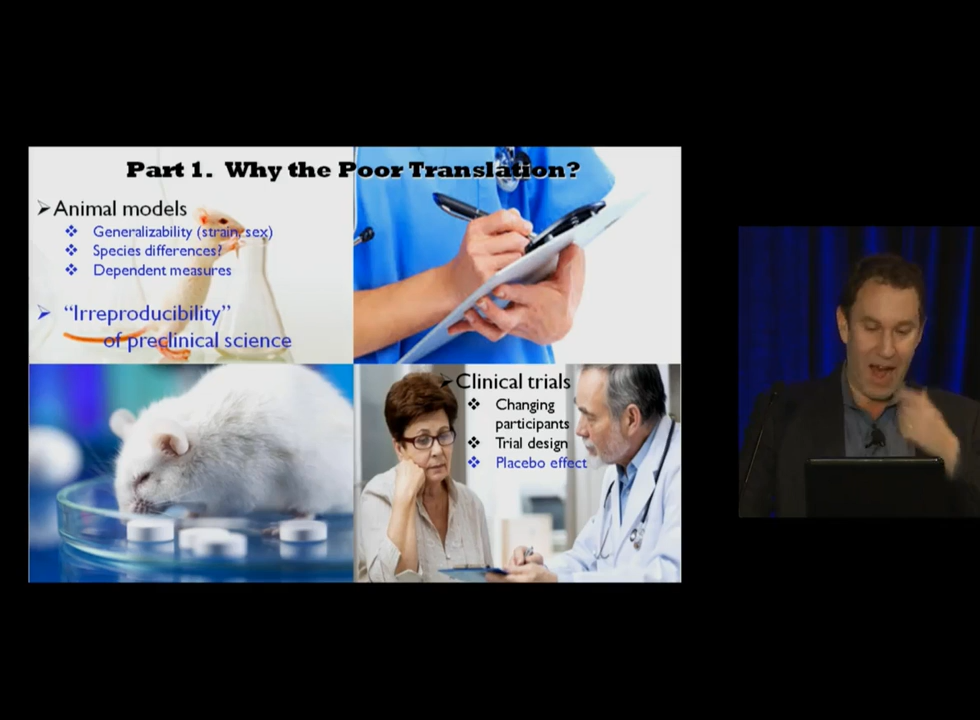 Part 1. Why the Poor Translation?
➢Animal models
❖ Generalizability (strain, sex)
❖ Species differences?
❖ Dependent measures
➢ “Irreproducibility”
of preclinical science
➢Clinical trials
❖ Changing
participants
❖ Trial design
❖ Placebo effect